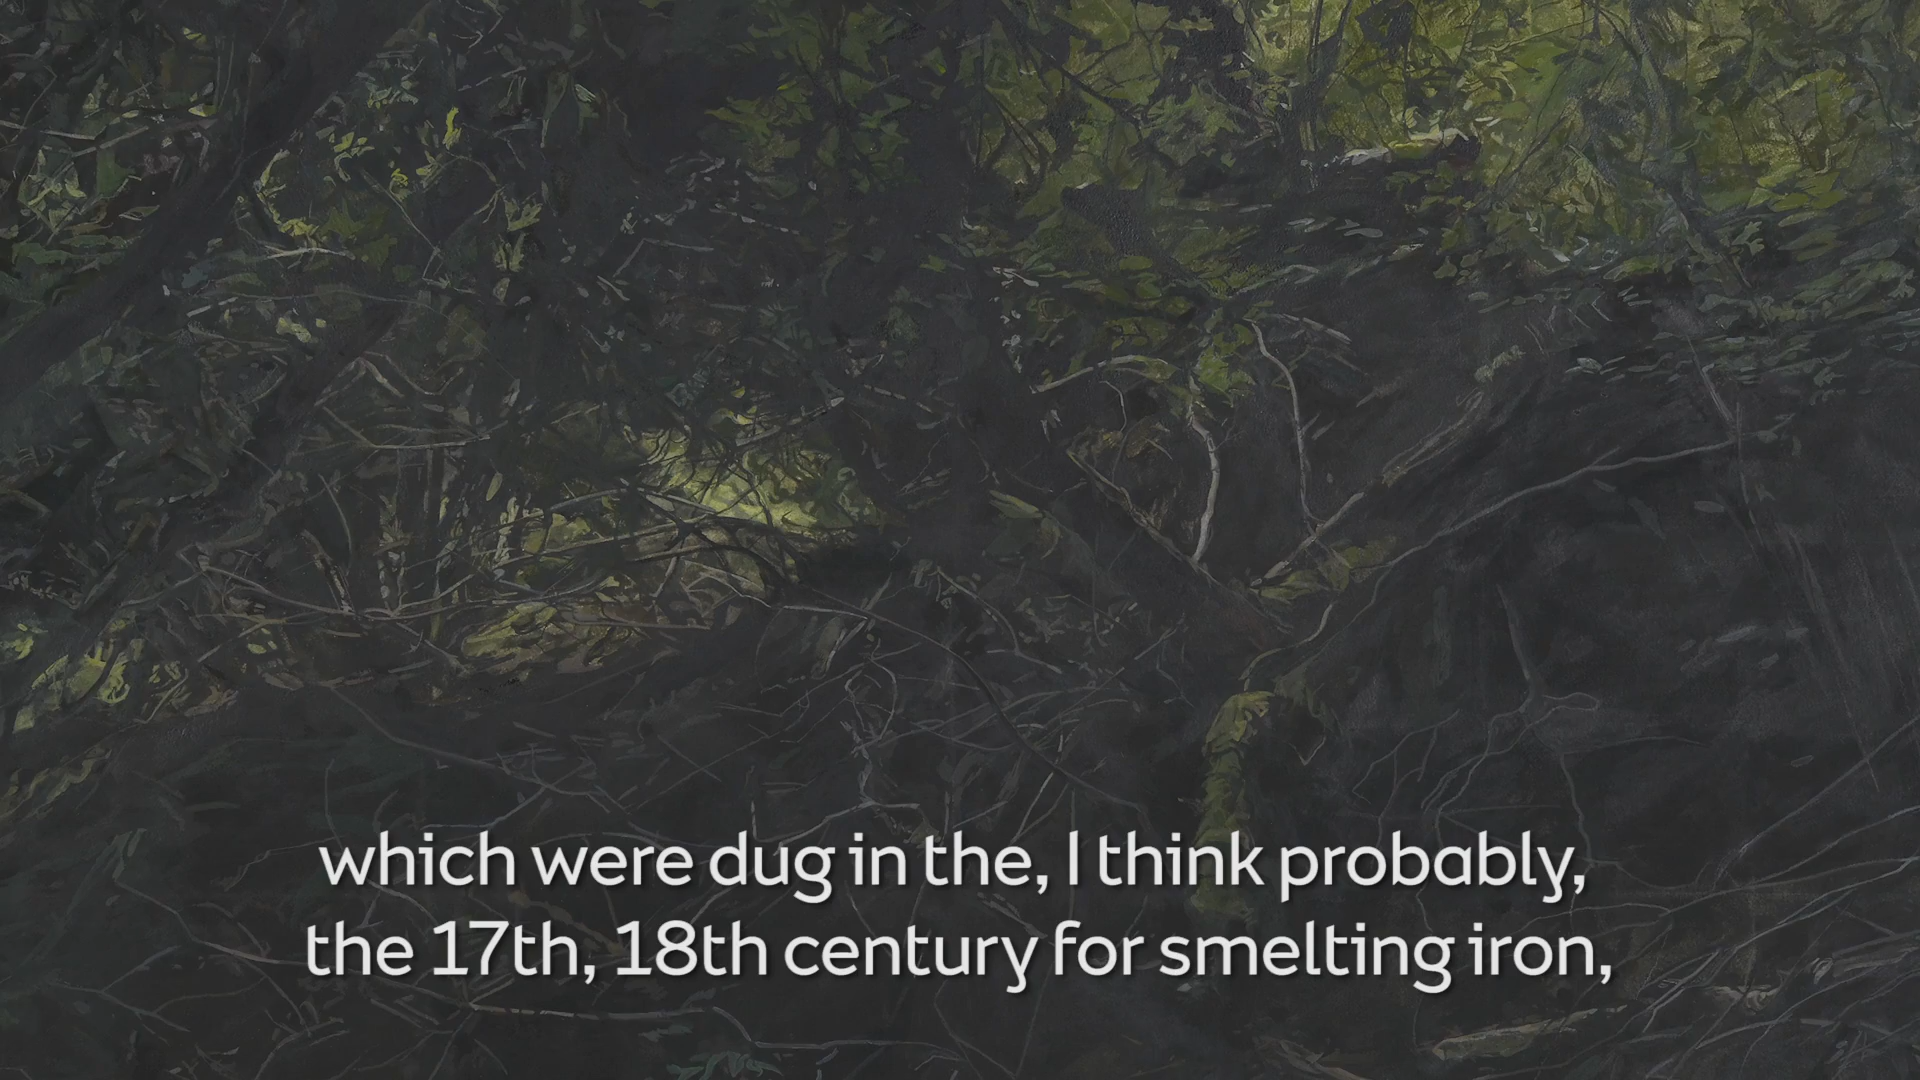 which were dug in the, I think probably,
the 17th, 18th century for smelting iron,